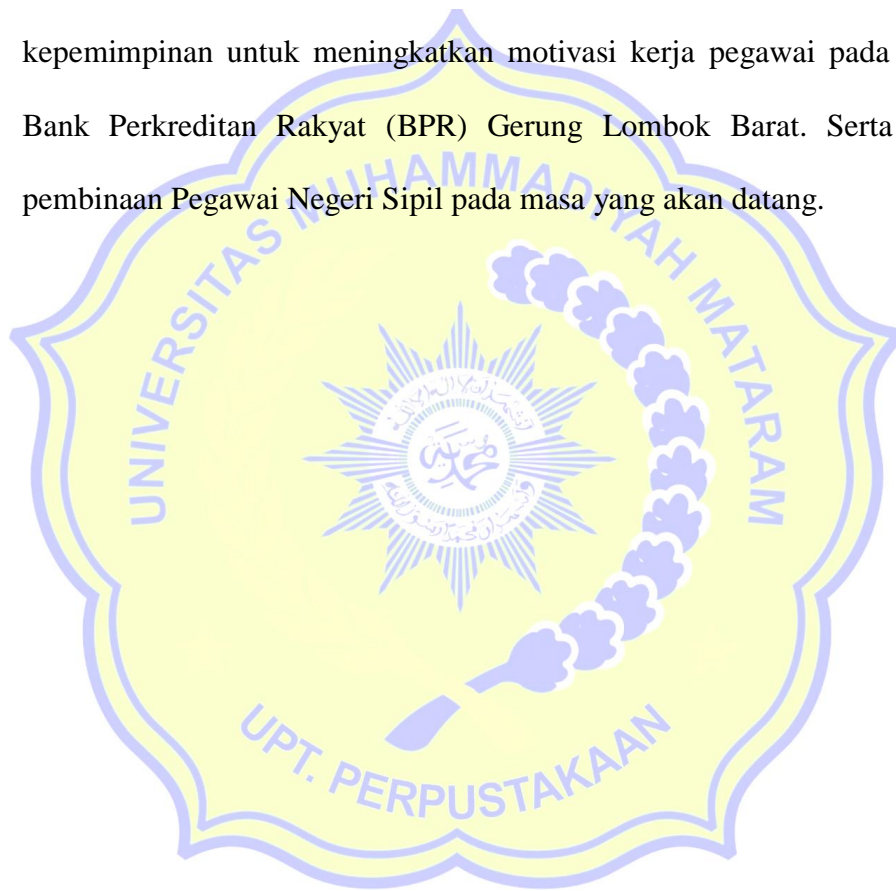 kepemimpinan untuk meningkatkan motivasi kerja pegawai pada
Bank Perkreditan Rakyat (BPR) Gerung Lombok Barat. Serta
pembinaan Pegawai Negeri Sipil pada masa yang akan datang.
UNIVERSITAS MUHAMMADIYAH MATARAM
محمدية
UPT. PERPUSTAKAAN